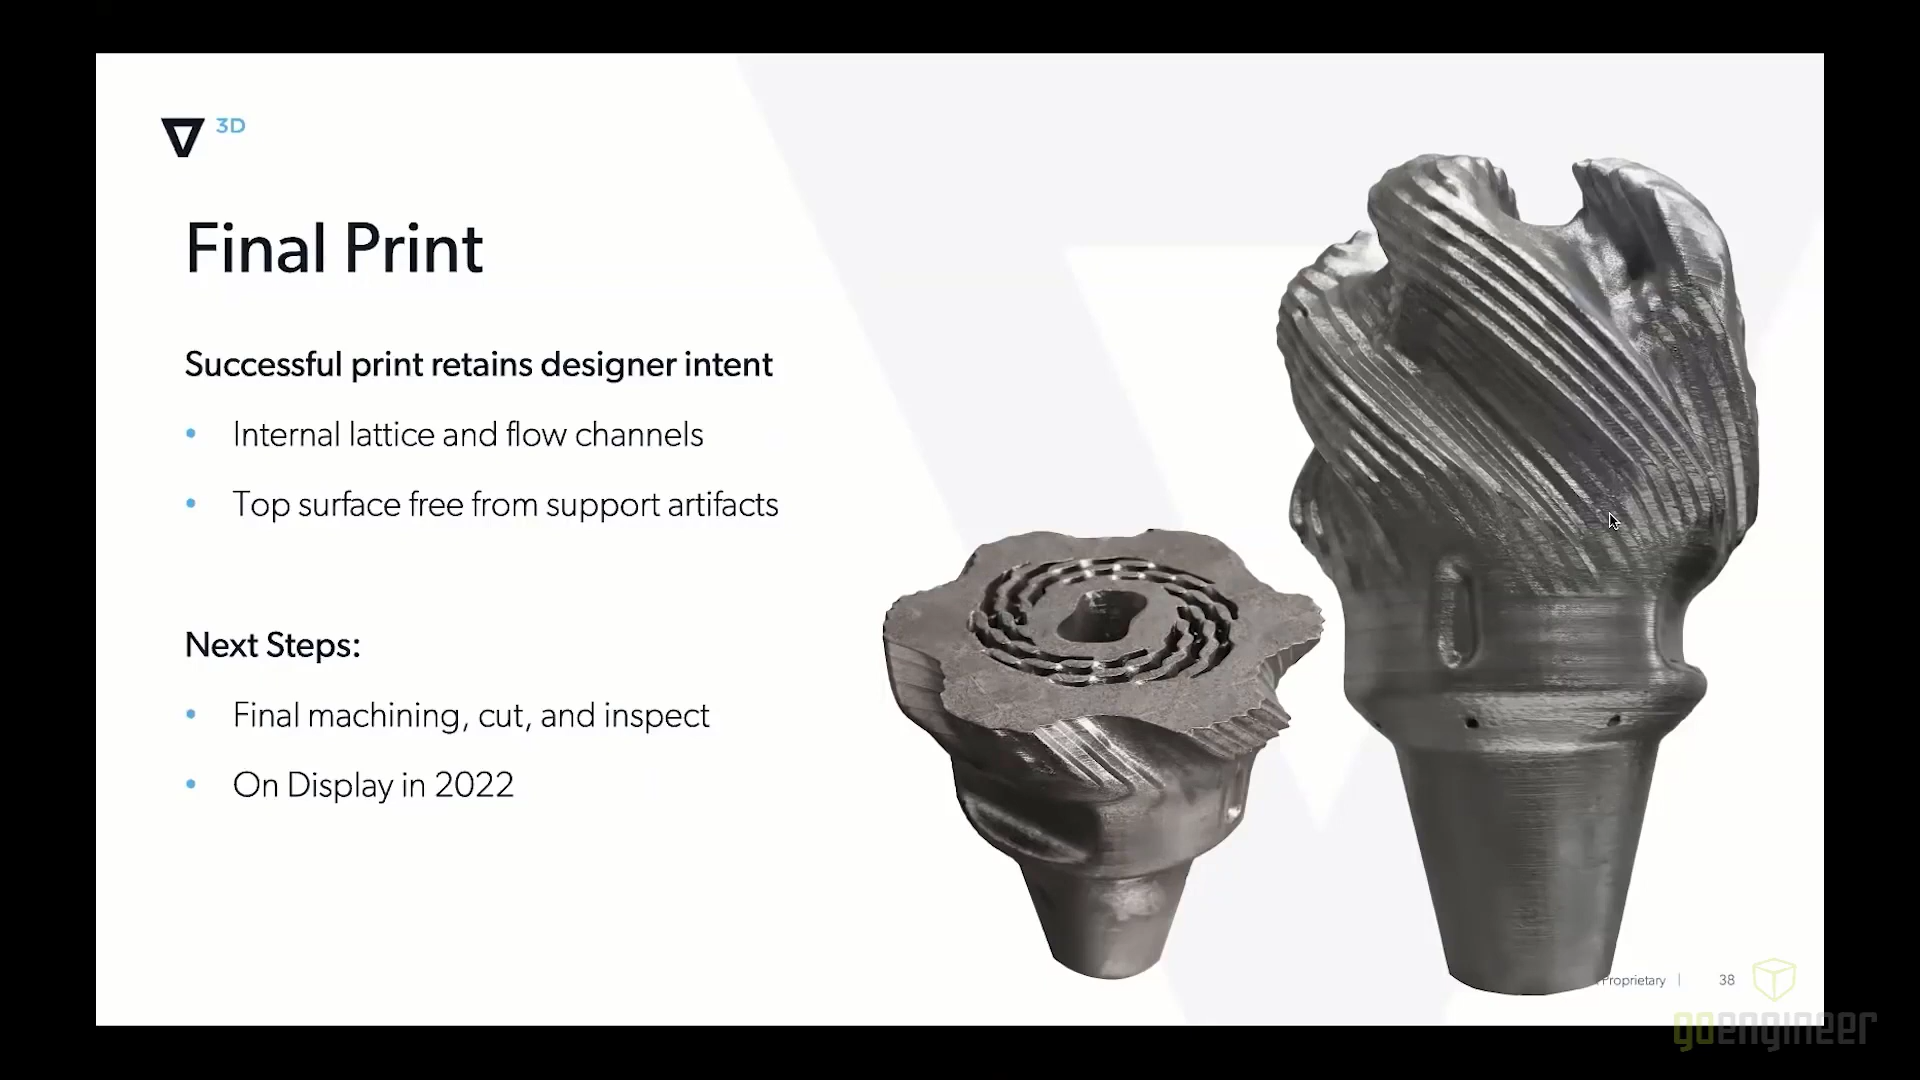 3D
Final Print
Successful print retains designer intent
• Internal lattice and flow channels
• Top surface free from support artifacts
Next Steps:
• Final machining, cut, and inspect
• On Display in 2022
Proprietary | 38
goengineer